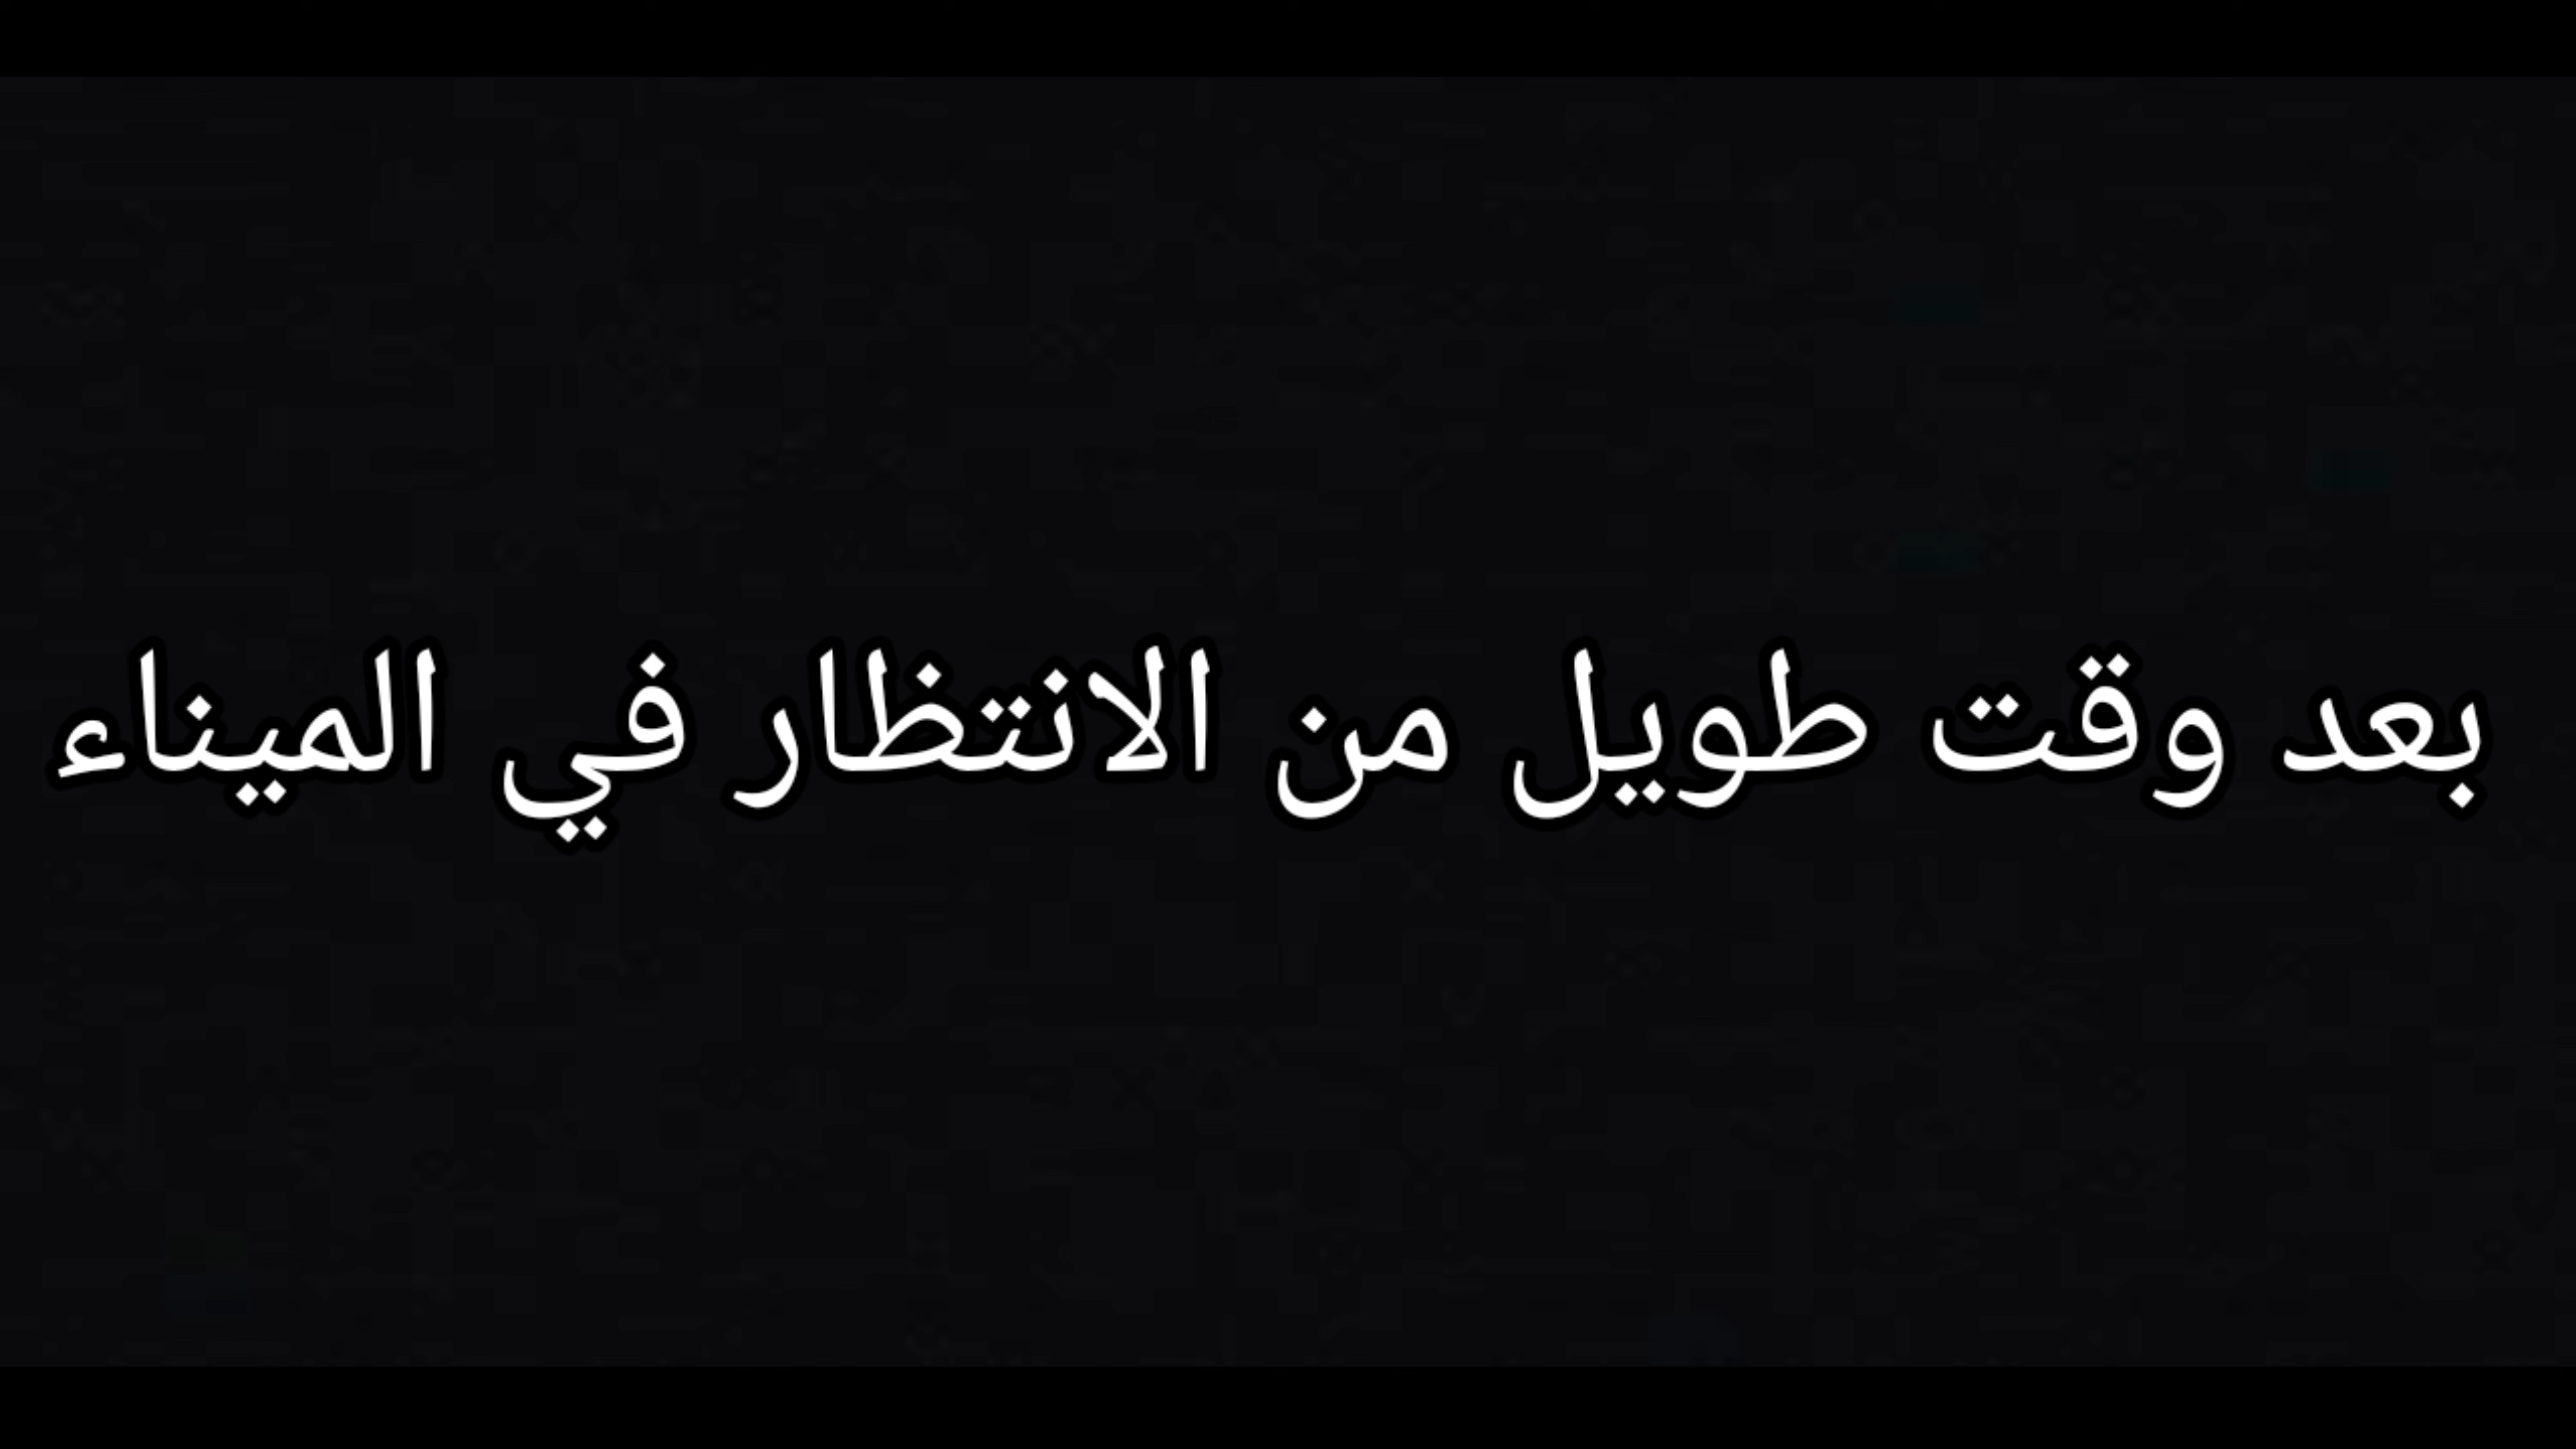 بعد وقت طويل من الانتظار في الميناء